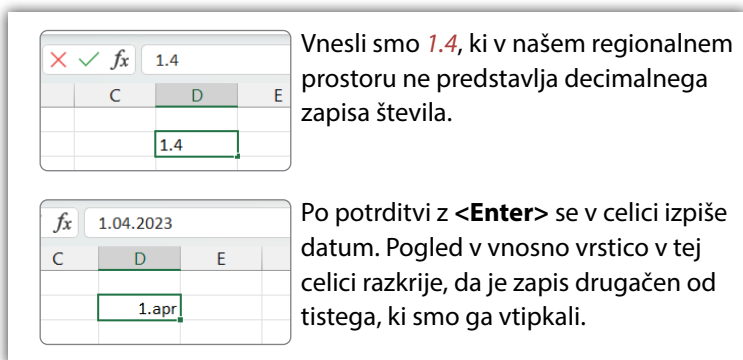 fx 1.4
C D E
1.4
Vnesli smo 1.4, ki v našem regionalnem
prostoru ne predstavlja decimalnega
zapisa števila.
fx 1.04.2023
C D E
1.apr
Po potrditvi z <Enter> se v celici izpiše
datum. Pogled v vnosno vrstico v tej
celici razkrije, da je zapis drugačen od
tistega, ki smo ga vtipkali.